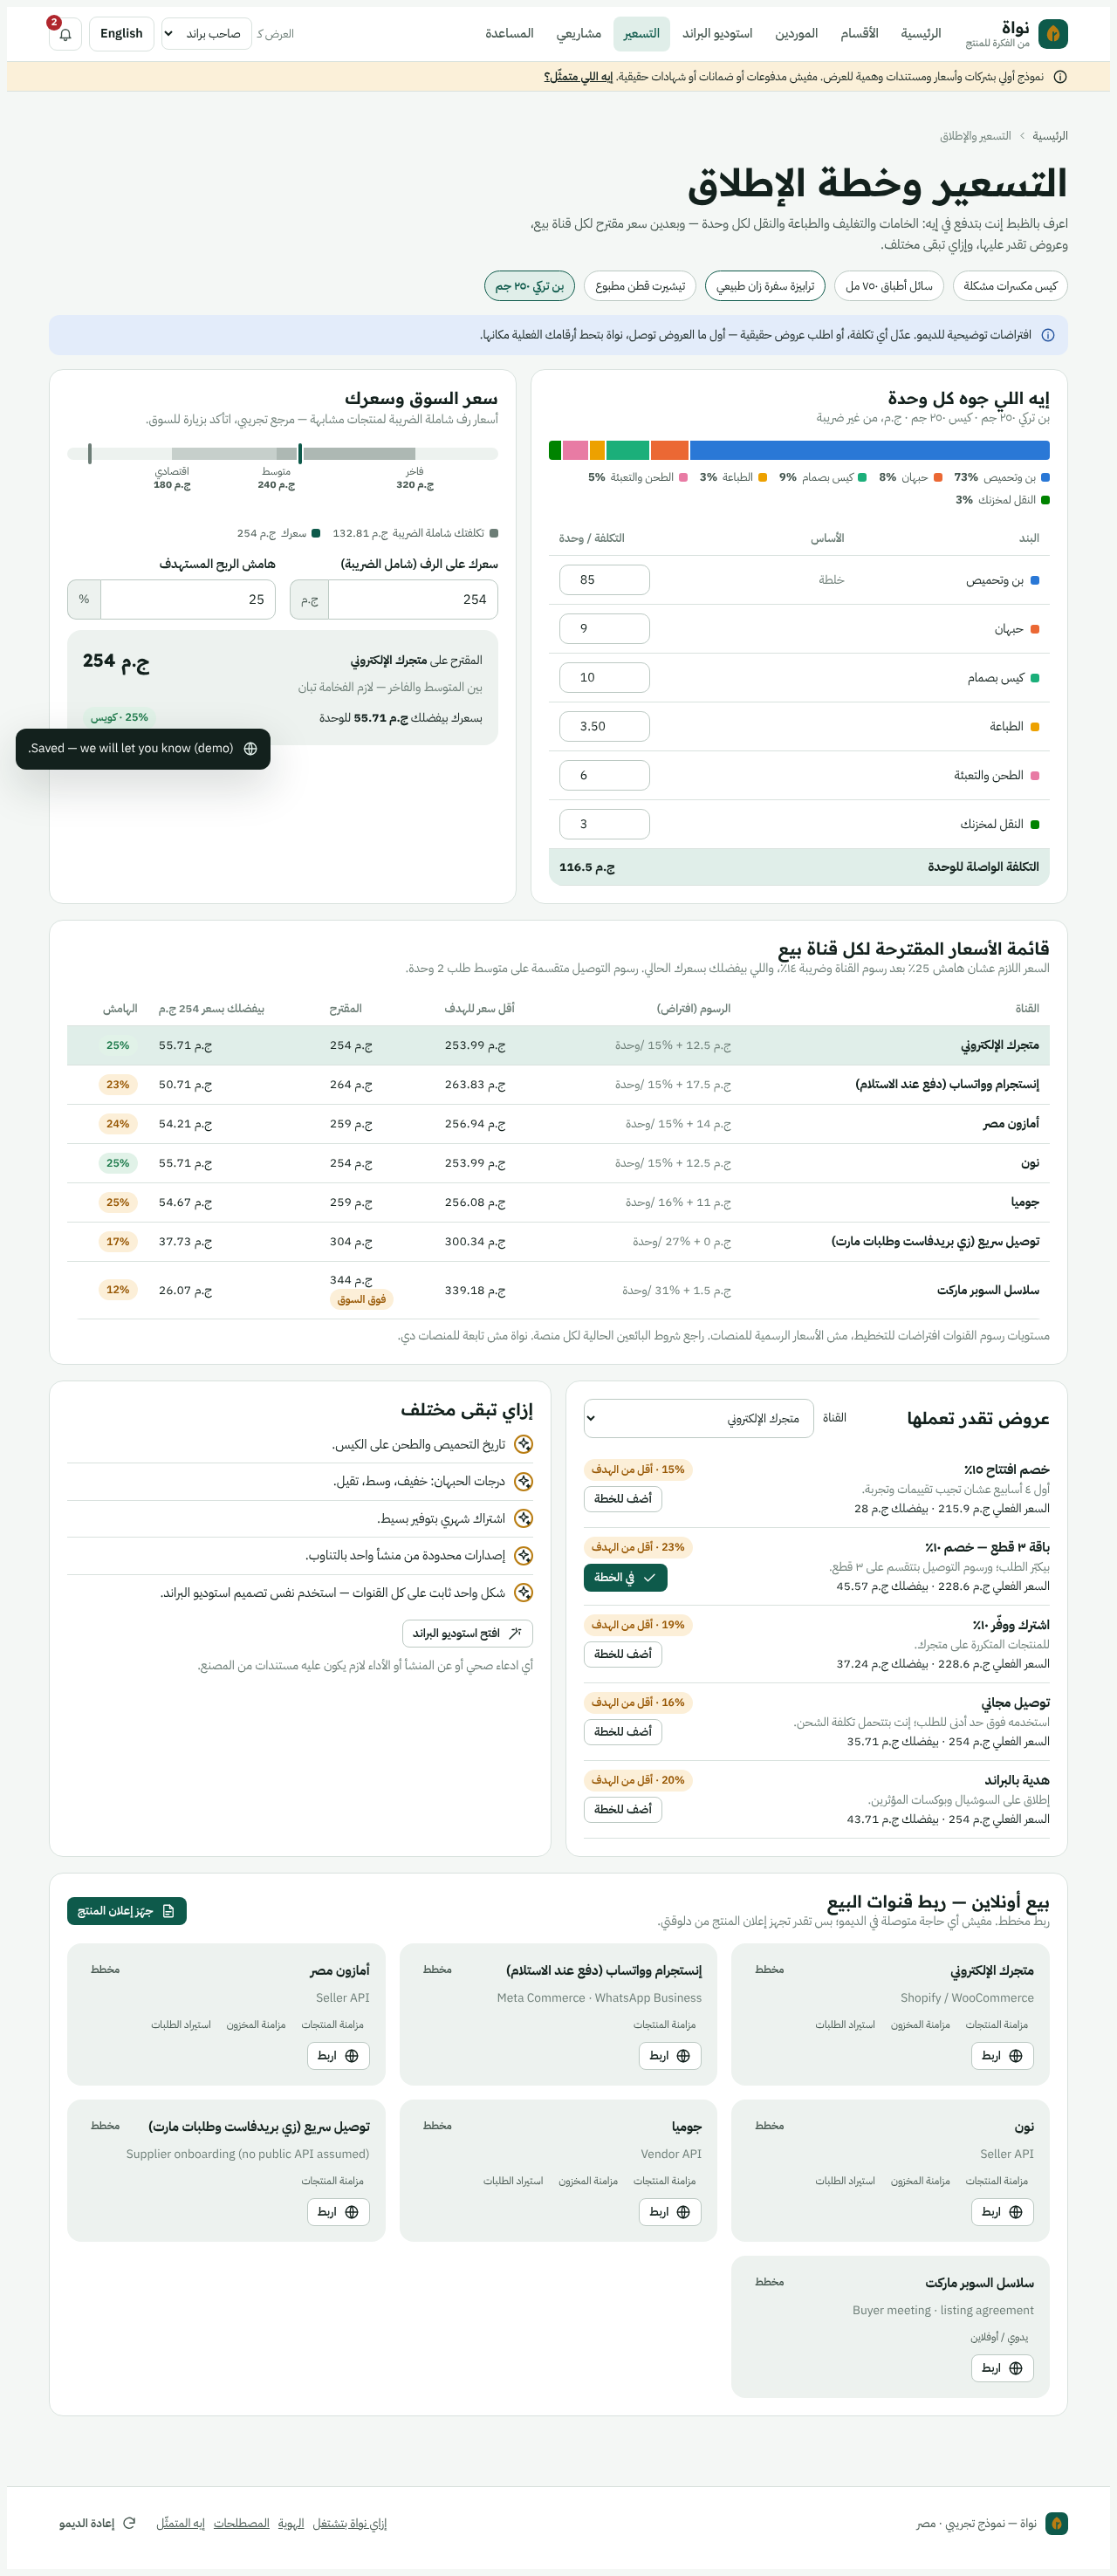 نواة
من الفكرة للمنتج
الرئيسية
الأقسام
الموردين
استوديو البراند
التسعير
مشاريعي
المساعدة
العرض كـ
صاحب براند
English
2
نموذج أولي بشركات وأسعار ومستندات وهمية للعرض. مفيش مدفوعات أو ضمانات أو شهادات حقيقية. إيه اللي متمثّل؟
الرئيسية › التسعير والإطلاق
التسعير وخطة الإطلاق
اعرف بالظبط إنت بتدفع في إيه: الخامات والتغليف والطباعة والنقل لكل وحدة — وبعدين سعر مقترح لكل قناة بيع،
وعروض تقدر عليها، وإزاي تبقى مختلف.
كيس مكسرات مشكلة
سائل أطباق ٧٥٠ مل
ترابيزة سفرة زان طبيعي
تيشيرت قطن مطبوع
بن تركي ٢٥٠ جم
افتراضات توضيحية للديمو. عدّل أي تكلفة، أو اطلب عروض حقيقية — أول ما العروض توصل، نواة بتحط أرقامك الفعلية مكانها.
إيه اللي جوه كل وحدة
بن تركي ٢٥٠ جم · كيس ٢٥٠ جم · ج.م، من غير ضريبة
بن وتحميص 73%
حبهان 8%
كيس بصمام 9%
الطباعة 3%
الطحن والتعبئة 5%
النقل لمخزنك 3%
البند
الأساس
التكلفة / وحدة
بن وتحميص
خلطة
85
حبهان
9
كيس بصمام
10
الطباعة
3.50
الطحن والتعبئة
6
النقل لمخزنك
3
التكلفة الواصلة للوحدة
ج.م 116.5
سعر السوق وسعرك
أسعار رف شاملة الضريبة لمنتجات مشابهة — مرجع تجريبي، اتأكد بزيارة للسوق.
فاخر
ج.م 320
متوسط
ج.م 240
اقتصادي
ج.م 180
تكلفتك شاملة الضريبة ج.م 132.81
سعرك ج.م 254
سعرك على الرف (شامل الضريبة)
254
ج.م
هامش الربح المستهدف
25
%
المقترح على متجرك الإلكتروني
ج.م 254
بين المتوسط والفاخر — لازم الفخامة تبان
بسعرك بيفضلك ج.م 55.71 للوحدة
25% · كويس
Saved — we will let you know (demo).
قائمة الأسعار المقترحة لكل قناة بيع
السعر اللازم عشان هامش 25٪ بعد رسوم القناة وضريبة ١٤٪، واللي بيفضلك بسعرك الحالي. رسوم التوصيل متقسمة على متوسط طلب 2 وحدة.
القناة
الرسوم (افتراض)
أقل سعر للهدف
المقترح
بيفضلك بسعر 254 ج.م
الهامش
متجرك الإلكتروني
ج.م 12.5 + 15% /وحدة
ج.م 253.99
ج.م 254
ج.م 55.71
25%
إنستجرام وواتساب (دفع عند الاستلام)
ج.م 17.5 + 15% /وحدة
ج.م 263.83
ج.م 264
ج.م 50.71
23%
أمازون مصر
ج.م 14 + 15% /وحدة
ج.م 256.94
ج.م 259
ج.م 54.21
24%
نون
ج.م 12.5 + 15% /وحدة
ج.م 253.99
ج.م 254
ج.م 55.71
25%
جوميا
ج.م 11 + 16% /وحدة
ج.م 256.08
ج.م 259
ج.م 54.67
25%
توصيل سريع (زي بريدفاست وطلبات مارت)
ج.م 0 + 27% /وحدة
ج.م 300.34
ج.م 304
ج.م 37.73
17%
سلاسل السوبر ماركت
ج.م 1.5 + 31% /وحدة
ج.م 339.18
ج.م 344
فوق السوق
ج.م 26.07
12%
مستويات رسوم القنوات افتراضات للتخطيط، مش الأسعار الرسمية للمنصات. راجع شروط البائعين الحالية لكل منصة. نواة مش تابعة للمنصات دي.
عروض تقدر تعملها
القناة
متجرك الإلكتروني
خصم افتتاح ١٥٪
15% · أقل من الهدف
أول ٤ أسابيع عشان تجيب تقييمات وتجربة.
السعر الفعلي ج.م 215.9 · بيفضلك ج.م 28
أضف للخطة
باقة ٣ قطع — خصم ١٠٪
23% · أقل من الهدف
بيكبّر الطلب؛ ورسوم التوصيل بتتقسم على ٣ قطع.
السعر الفعلي ج.م 228.6 · بيفضلك ج.م 45.57
في الخطة
اشترك ووفّر ١٠٪
19% · أقل من الهدف
للمنتجات المتكررة على متجرك.
السعر الفعلي ج.م 228.6 · بيفضلك ج.م 37.24
أضف للخطة
توصيل مجاني
16% · أقل من الهدف
استخدمه فوق حد أدنى للطلب؛ إنت بتتحمل تكلفة الشحن.
السعر الفعلي ج.م 254 · بيفضلك ج.م 35.71
أضف للخطة
هدية بالبراند
20% · أقل من الهدف
إطلاق على السوشيال وبوكسات المؤثرين.
السعر الفعلي ج.م 254 · بيفضلك ج.م 43.71
أضف للخطة
إزاي تبقى مختلف
تاريخ التحميص والطحن على الكيس.
درجات الحبهان: خفيف، وسط، تقيل.
اشتراك شهري بتوفير بسيط.
إصدارات محدودة من منشأ واحد بالتناوب.
شكل واحد ثابت على كل القنوات — استخدم نفس تصميم استوديو البراند.
افتح استوديو البراند
أي ادعاء صحي أو عن المنشأ أو الأداء لازم يكون عليه مستندات من المصنع.
بيع أونلاين — ربط قنوات البيع
ربط مخطط. مفيش أي حاجة متوصلة في الديمو؛ بس تقدر تجهز إعلان المنتج من دلوقتي.
جهّز إعلان المنتج
متجرك الإلكتروني
مخطط
Shopify / WooCommerce
مزامنة المنتجات
مزامنة المخزون
استيراد الطلبات
اربط
إنستجرام وواتساب (دفع عند الاستلام)
مخطط
Meta Commerce · WhatsApp Business
مزامنة المنتجات
اربط
أمازون مصر
مخطط
Seller API
مزامنة المنتجات
مزامنة المخزون
استيراد الطلبات
اربط
نون
مخطط
Seller API
مزامنة المنتجات
مزامنة المخزون
استيراد الطلبات
اربط
جوميا
مخطط
Vendor API
مزامنة المنتجات
مزامنة المخزون
استيراد الطلبات
اربط
توصيل سريع (زي بريدفاست وطلبات مارت)
مخطط
Supplier onboarding (no public API assumed)
مزامنة المنتجات
اربط
سلاسل السوبر ماركت
مخطط
Buyer meeting · listing agreement
يدوي / أوفلاين
اربط
نواة — نموذج تجريبي · مصر
إزاي نواة بتشتغل
الهوية
المصطلحات
إيه المتمثّل
إعادة الديمو